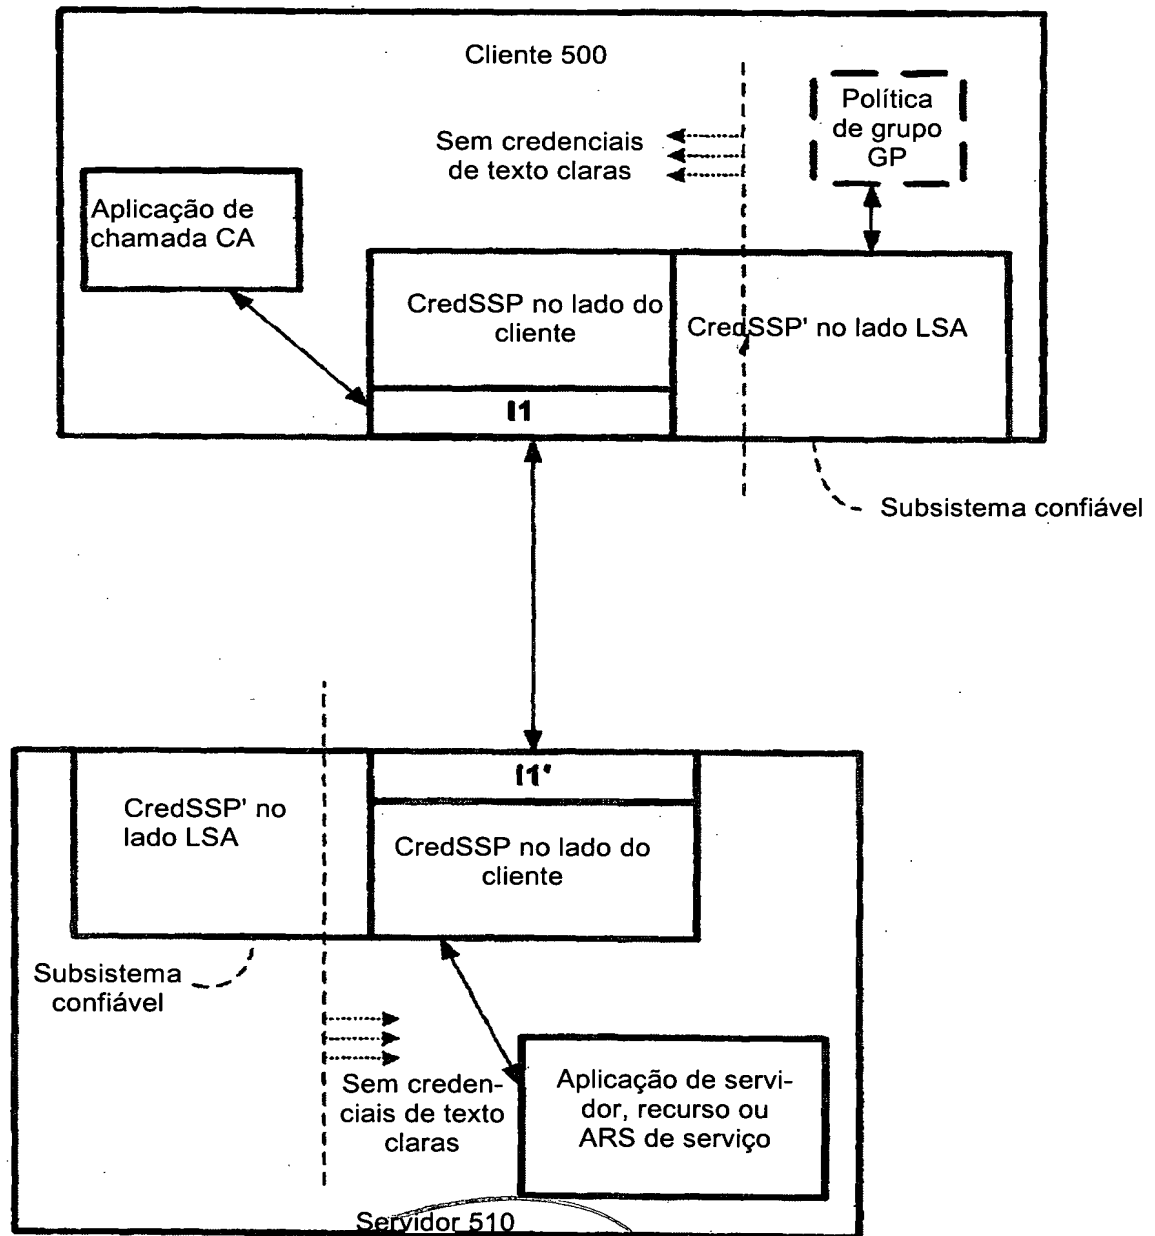 Cliente 500
Política
de grupo
GP
Sem credenciais
de texto claras
Aplicação de
chamada CA
CredSSP no lado do
cliente
CredSSP' no lado LSA
I1
Subsistema confiável
I1'
CredSSP' no
lado LSA
CredSSP no lado do
cliente
Subsistema
confiável
Sem creden-
ciais de texto
claras
Aplicação de servi-
dor, recurso ou
ARS de serviço
Servidor 510